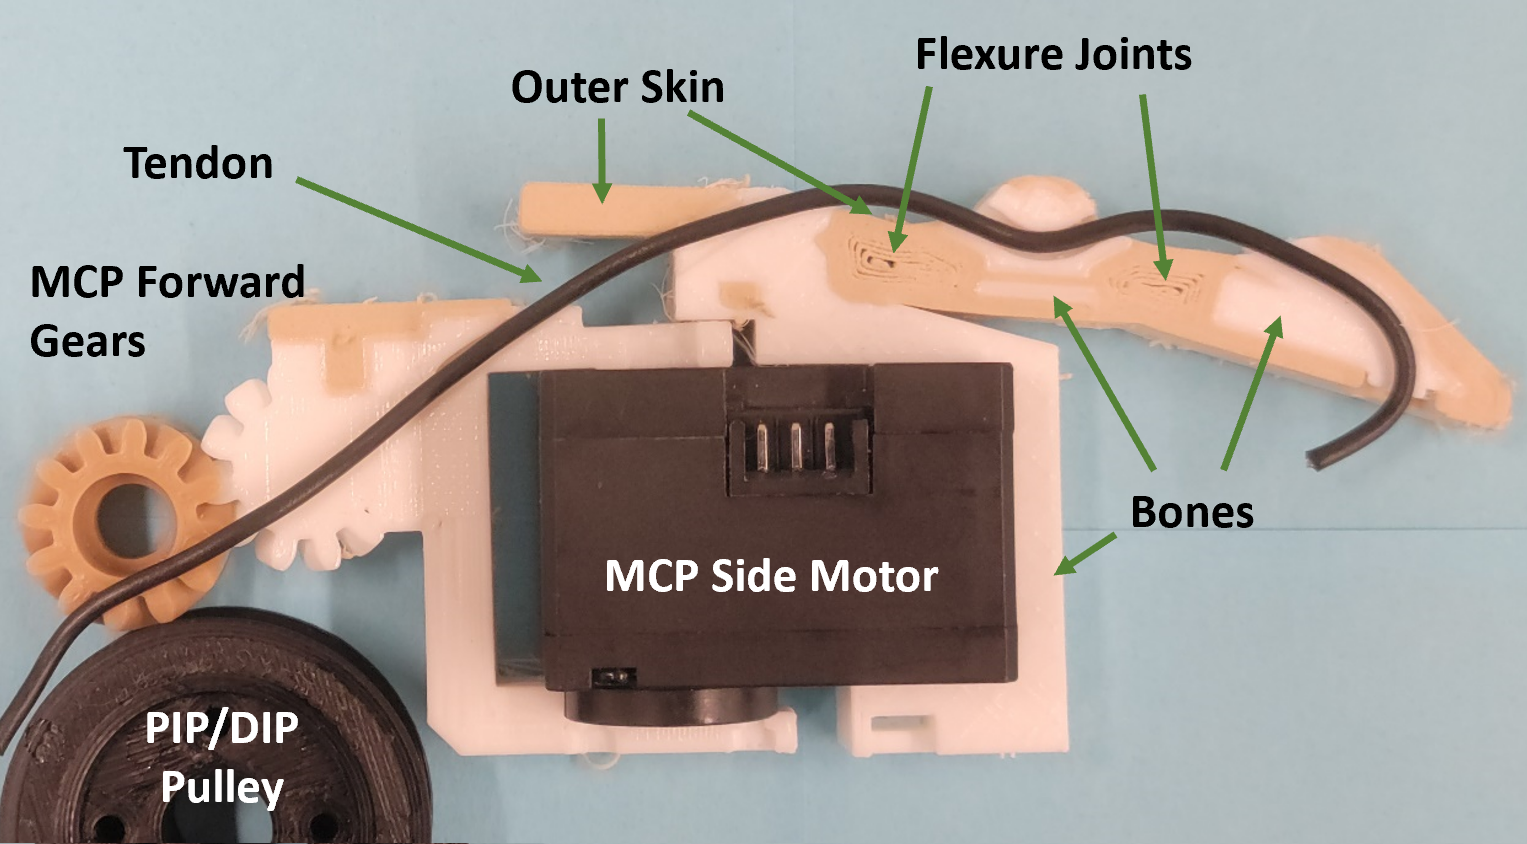 Flexure Joints
Outer Skin
Tendon
MCP Forward
Gears
Bones
MCP Side Motor
PIP/DIP
Pulley